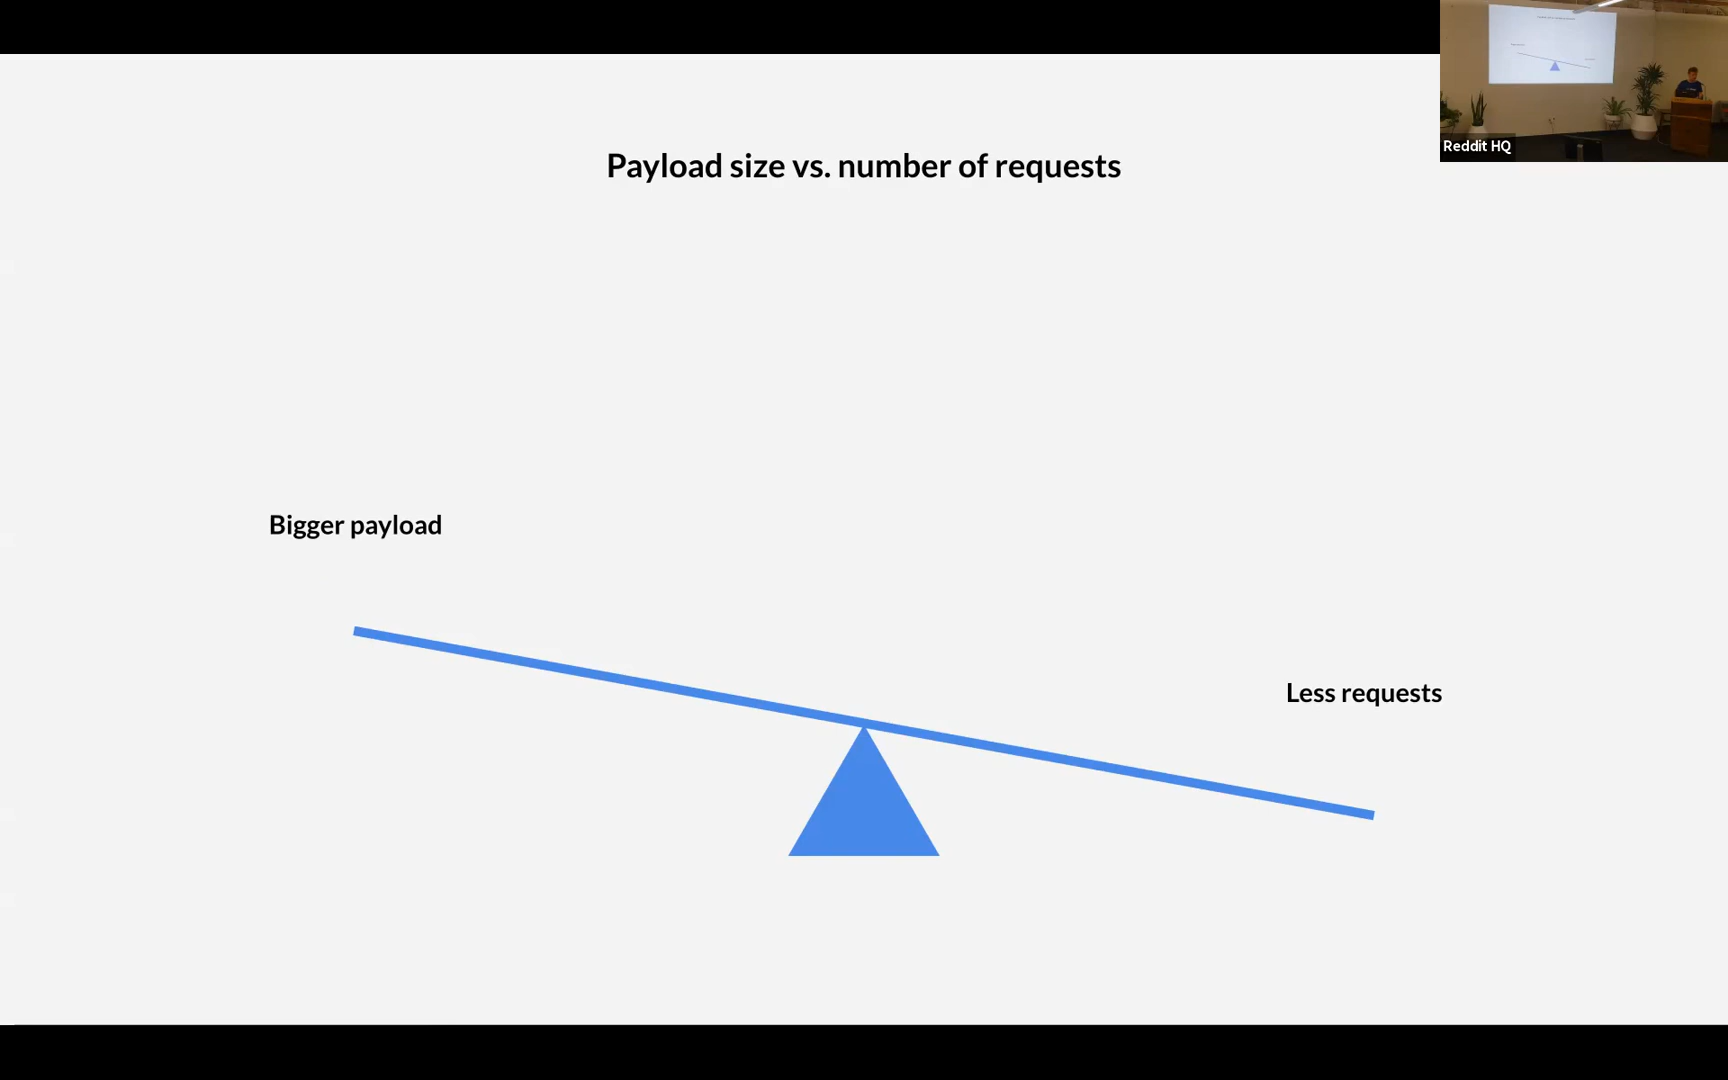 Payload size vs. number of requests
Reddit HQ
Bigger payload
Less requests